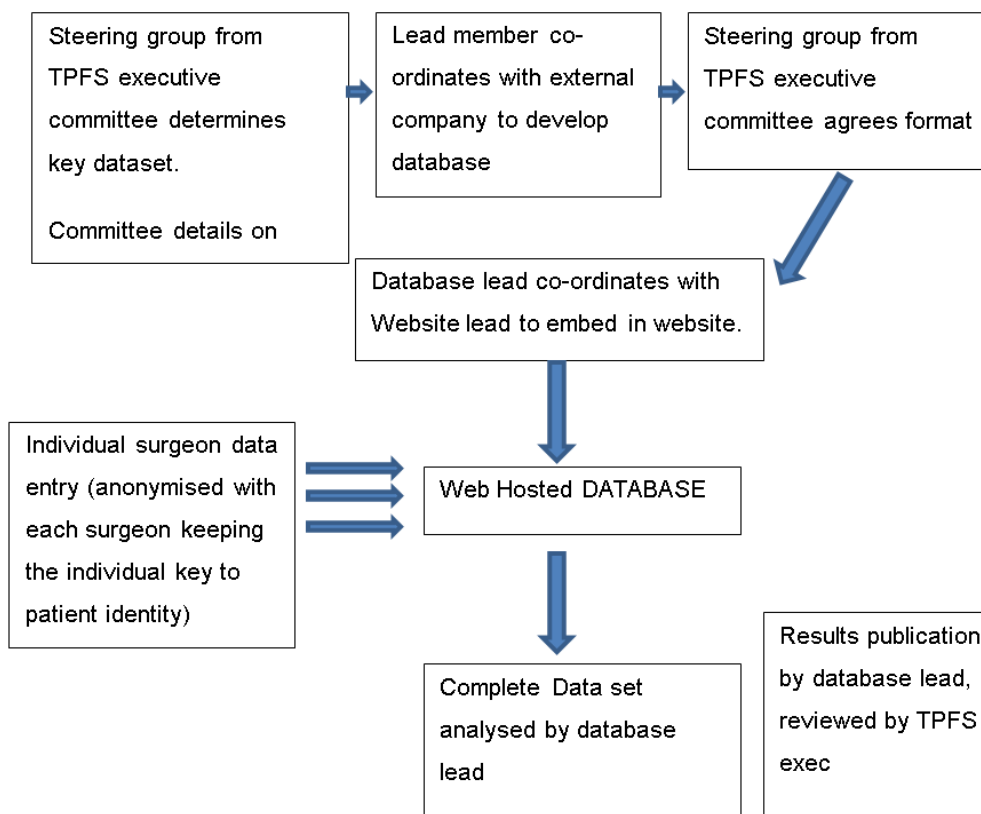 Steering group from
TPFS executive
committee determines
key dataset.
Committee details on
Lead member co-
ordinates with external
company to develop
database
Steering group from
TPFS executive
committee agrees format
Database lead co-ordinates with
Website lead to embed in website.
Individual surgeon data
entry (anonymised with
each surgeon keeping
the individual key to
patient identity)
Web Hosted DATABASE
Complete Data set
analysed by database
lead
Results publication
by database lead,
reviewed by TPFS
exec